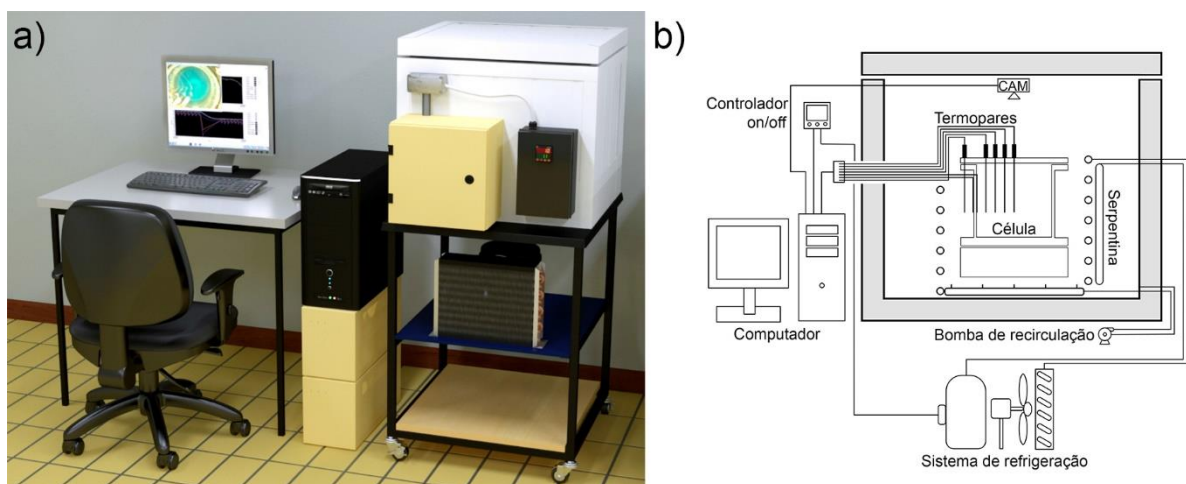 a)
b)
CAM
Controlador
on/off
Termopares
Célula
Serpentina
Computador
Bomba de recirculação
Sistema de refrigeração